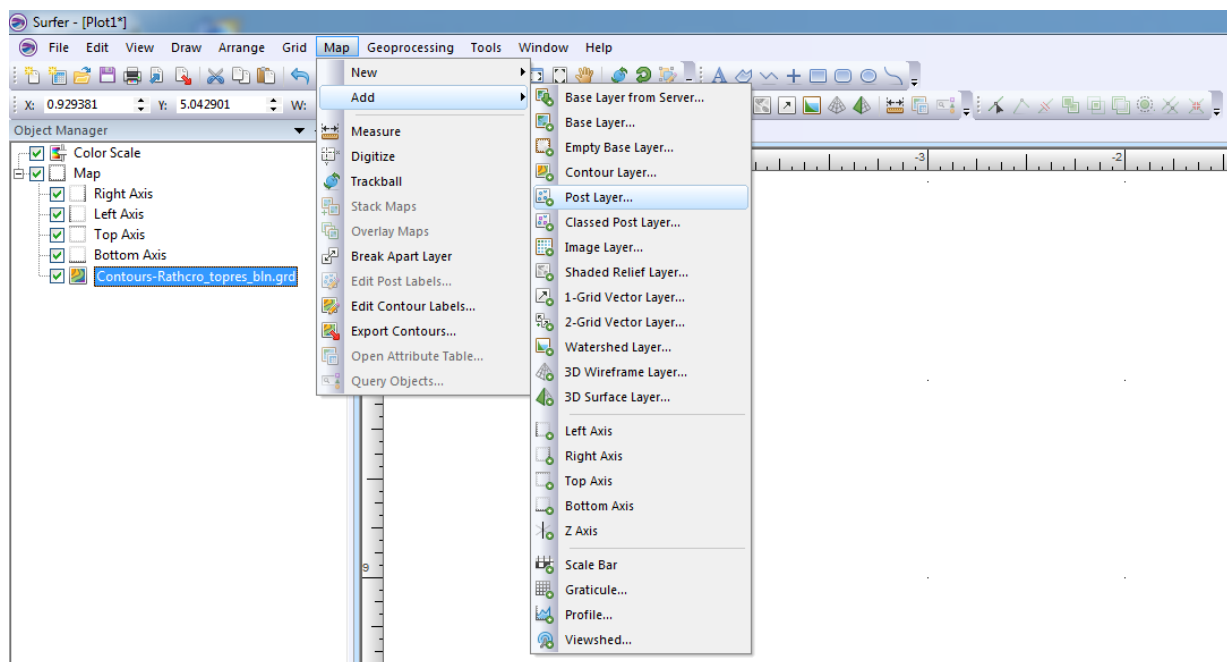 Surfer - [Plot1*]
File Edit View Draw Arrange Grid Map Geoprocessing Tools Window Help
X: 0.929381 Y: 5.042901 W:
Object Manager
Color Scale
Map
Right Axis
Left Axis
Top Axis
Bottom Axis
Contours-Rathcro_topres_bln.grd
New
Add
Measure
Digitize
Trackball
Stack Maps
Overlay Maps
Break Apart Layer
Edit Post Labels...
Edit Contour Labels...
Export Contours...
Open Attribute Table...
Query Objects...
Base Layer from Server...
Base Layer...
Empty Base Layer...
Contour Layer...
Post Layer...
Classed Post Layer...
Image Layer...
Shaded Relief Layer...
1-Grid Vector Layer...
2-Grid Vector Layer...
Watershed Layer...
3D Wireframe Layer...
3D Surface Layer...
Left Axis
Right Axis
Top Axis
Bottom Axis
Z Axis
Scale Bar
Graticule...
Profile...
Viewshed...
-3 -2
9